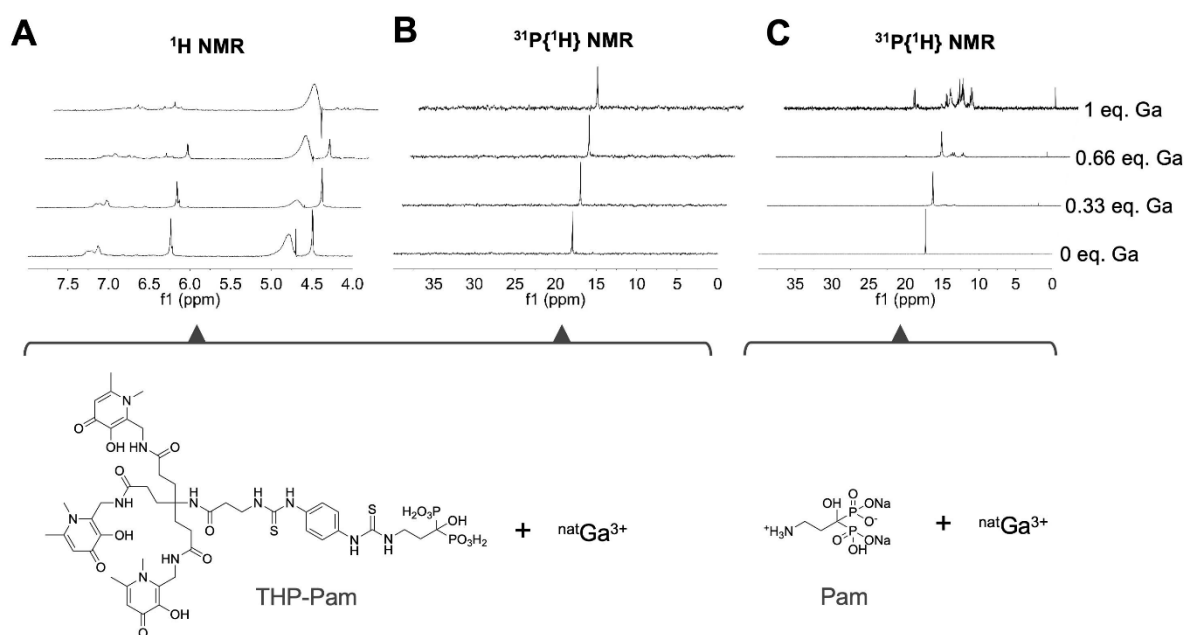 A
¹H NMR
B
³¹P{¹H} NMR
C
³¹P{¹H} NMR
1 eq. Ga
0.66 eq. Ga
0.33 eq. Ga
0 eq. Ga
7.5 7.0 6.5 6.0 5.5 5.0 4.5 4.0
f1 (ppm)
35 30 25 20 15 10 5 0
f1 (ppm)
35 30 25 20 15 10 5 0
f1 (ppm)
N
O
OH
NH
O
O
N
H
O
N
OH
O
HN
O
N
O
OH
NH
O
H
N
S
H
N
N
H
S
N
H
H₂O₃P
OH
PO₃H₂
+ ⁿᵃᵗGa³⁺
⁺H₃N
OH
O
P
ONa
O⁻
O
P
ONa
OH
+ ⁿᵃᵗGa³⁺
THP-Pam
Pam